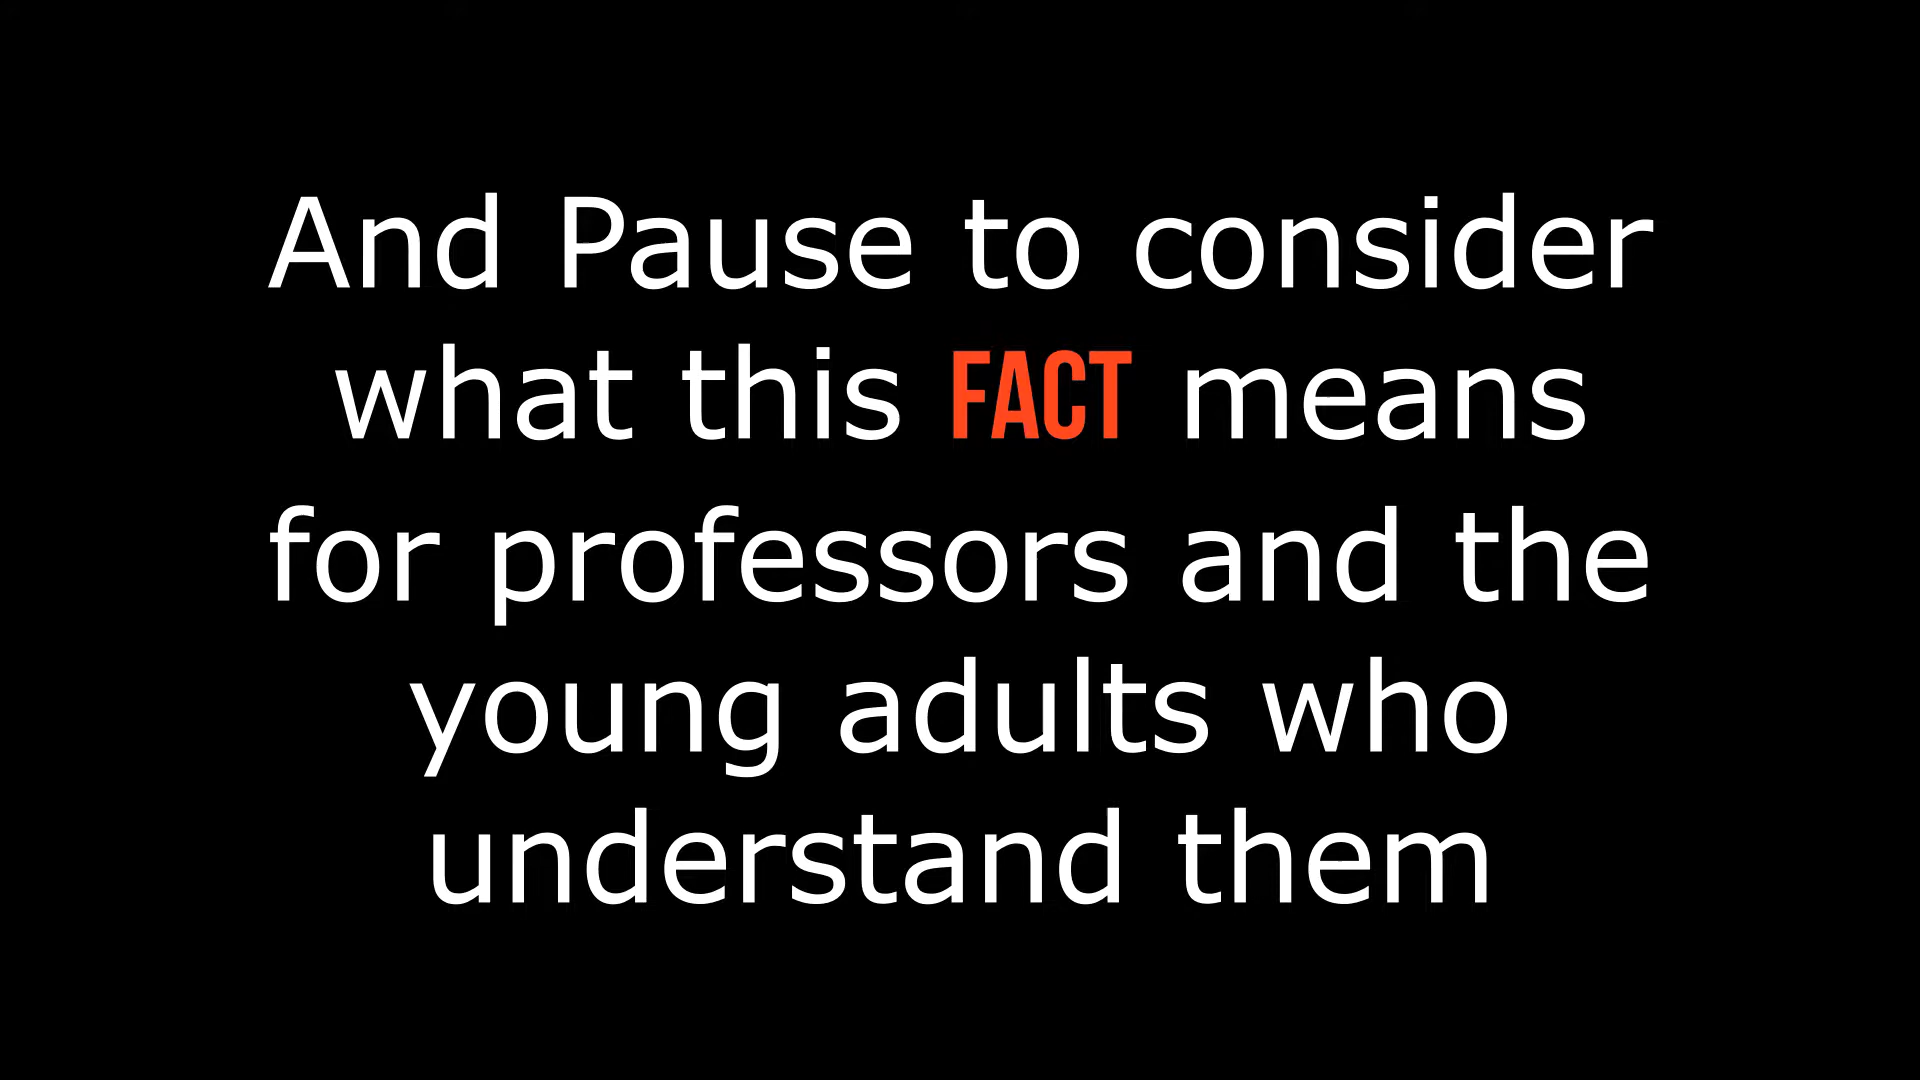 And Pause to consider
what this FACT means
for professors and the
young adults who
understand them